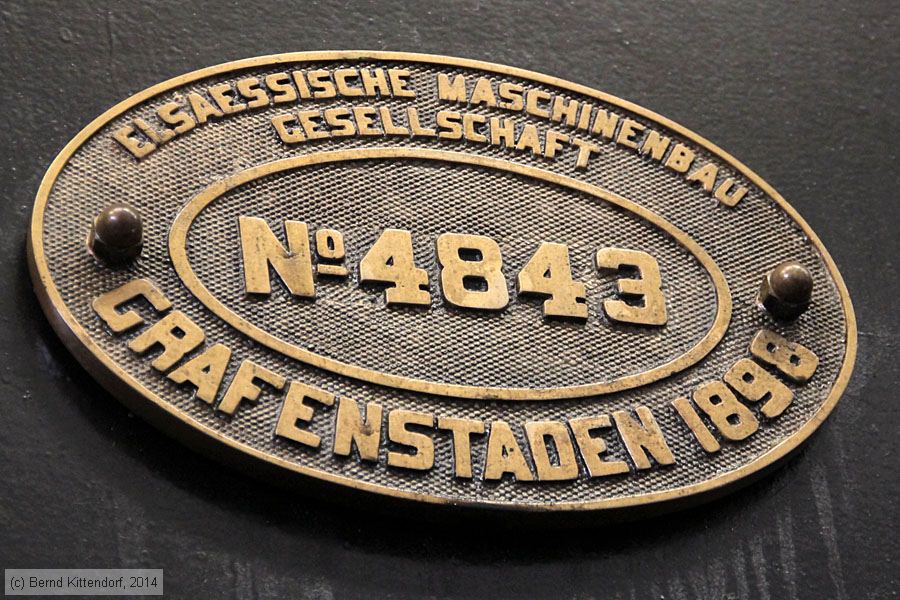 ELSAESSISCHE MASCHINENBAU
GESELLSCHAFT
No 4843
GRAFENSTADEN 1898
(c) Bernd Kittendorf, 2014